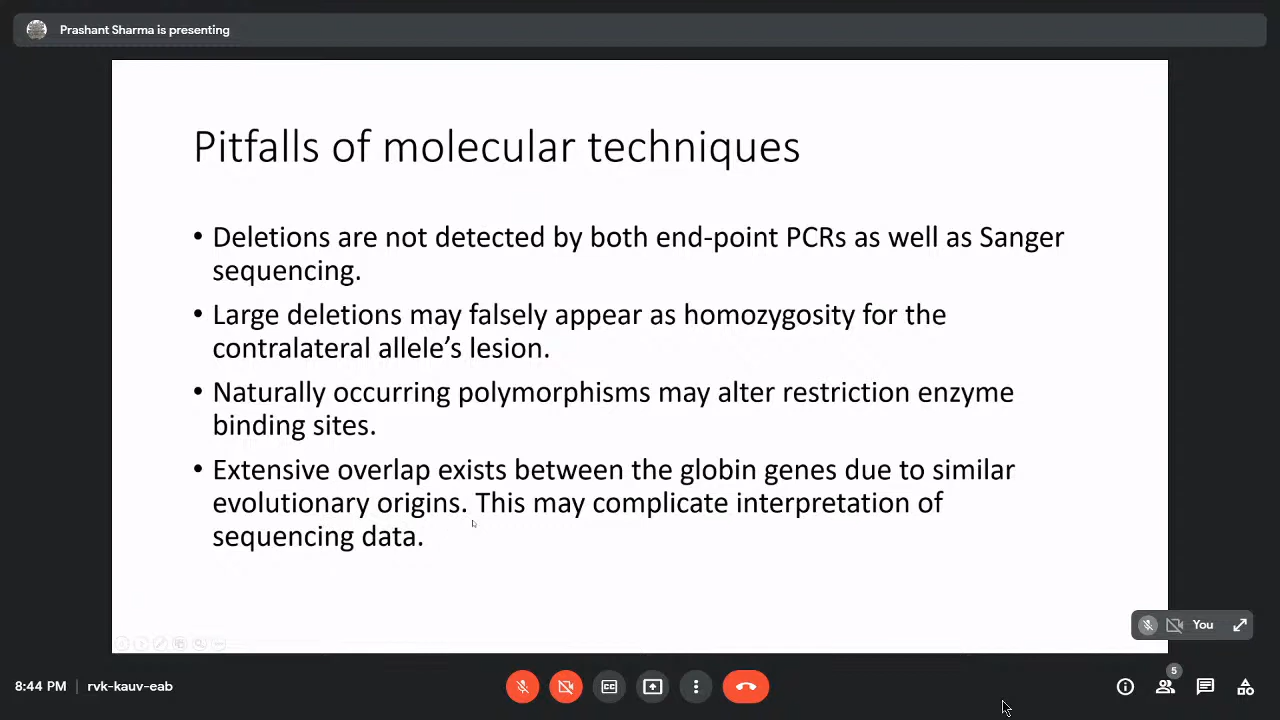 Prashant Sharma is presenting
Pitfalls of molecular techniques
• Deletions are not detected by both end-point PCRs as well as Sanger
sequencing.
• Large deletions may falsely appear as homozygosity for the
contralateral allele’s lesion.
• Naturally occurring polymorphisms may alter restriction enzyme
binding sites.
• Extensive overlap exists between the globin genes due to similar
evolutionary origins. This may complicate interpretation of
sequencing data.
You
8:44 PM | rvk-kauv-eab
CC
5